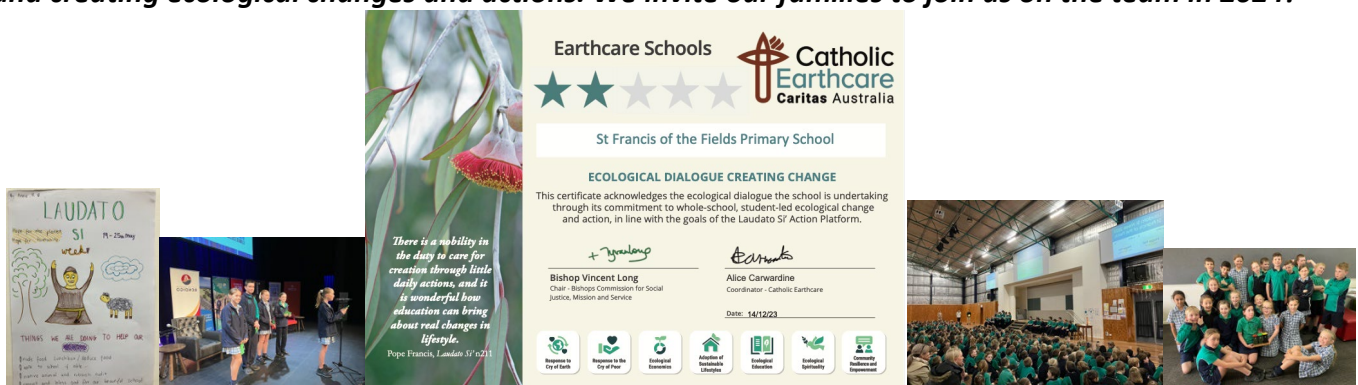 and creating ecological changes and actions. We invite our families to join us on the team in 2024.
Earthcare Schools
Catholic
Earthcare
Caritas Australia
St Francis of the Fields Primary School
ECOLOGICAL DIALOGUE CREATING CHANGE
This certificate acknowledges the ecological dialogue the school is undertaking
through its commitment to whole-school, student-led ecological change
and action, in line with the goals of the Laudato Si’ Action Platform.
Bishop Vincent Long
Chair - Bishops Commission for Social
Justice, Mission and Service
Alice Carwardine
Coordinator - Catholic Earthcare
Date: 14/12/23
There is a nobility in
the duty to care for
creation through little
daily actions, and it
is wonderful how
education can bring
about real changes in
lifestyle.
Pope Francis, Laudato Si’ n211
Response to
Cry of Earth
Response to the
Cry of Poor
Ecological
Economics
Adoption of
Sustainable
Lifestyles
Ecological
Education
Ecological
Spirituality
Community
Resilience and
Empowerment
LAUDATO
SI
week
19 - 25th May
THINGS WE ARE DOING TO HELP OUR